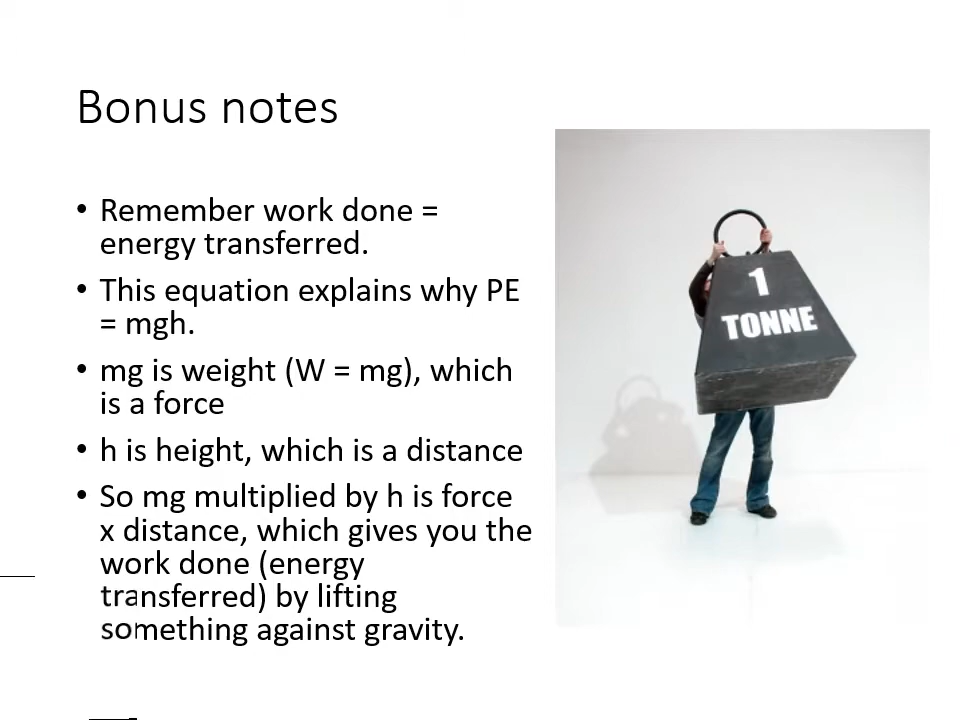 Bonus notes
• Remember work done =
energy transferred.
• This equation explains why PE
= mgh.
• mg is weight (W = mg), which
is a force
• h is height, which is a distance
• So mg multiplied by h is force
x distance, which gives you the
work done (energy
transferred) by lifting
something against gravity.
1
TONNE